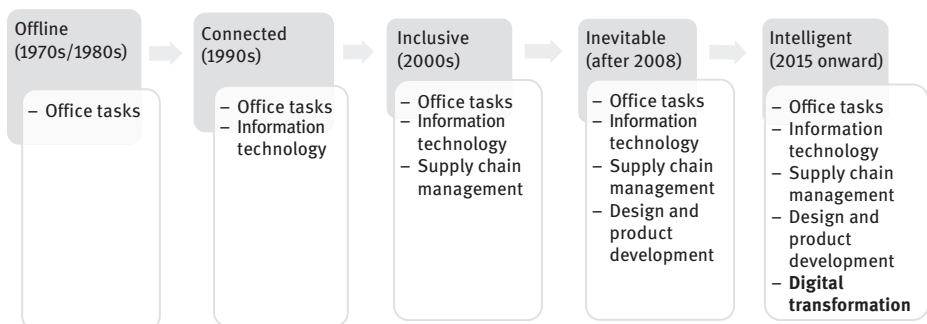 Offline
(1970s/1980s)
– Office tasks
Connected
(1990s)
– Office tasks
– Information
technology
Inclusive
(2000s)
– Office tasks
– Information
technology
– Supply chain
management
Inevitable
(after 2008)
– Office tasks
– Information
technology
– Supply chain
management
– Design and
product
development
Intelligent
(2015 onward)
– Office tasks
– Information
technology
– Supply chain
management
– Design and
product
development
– Digital
transformation